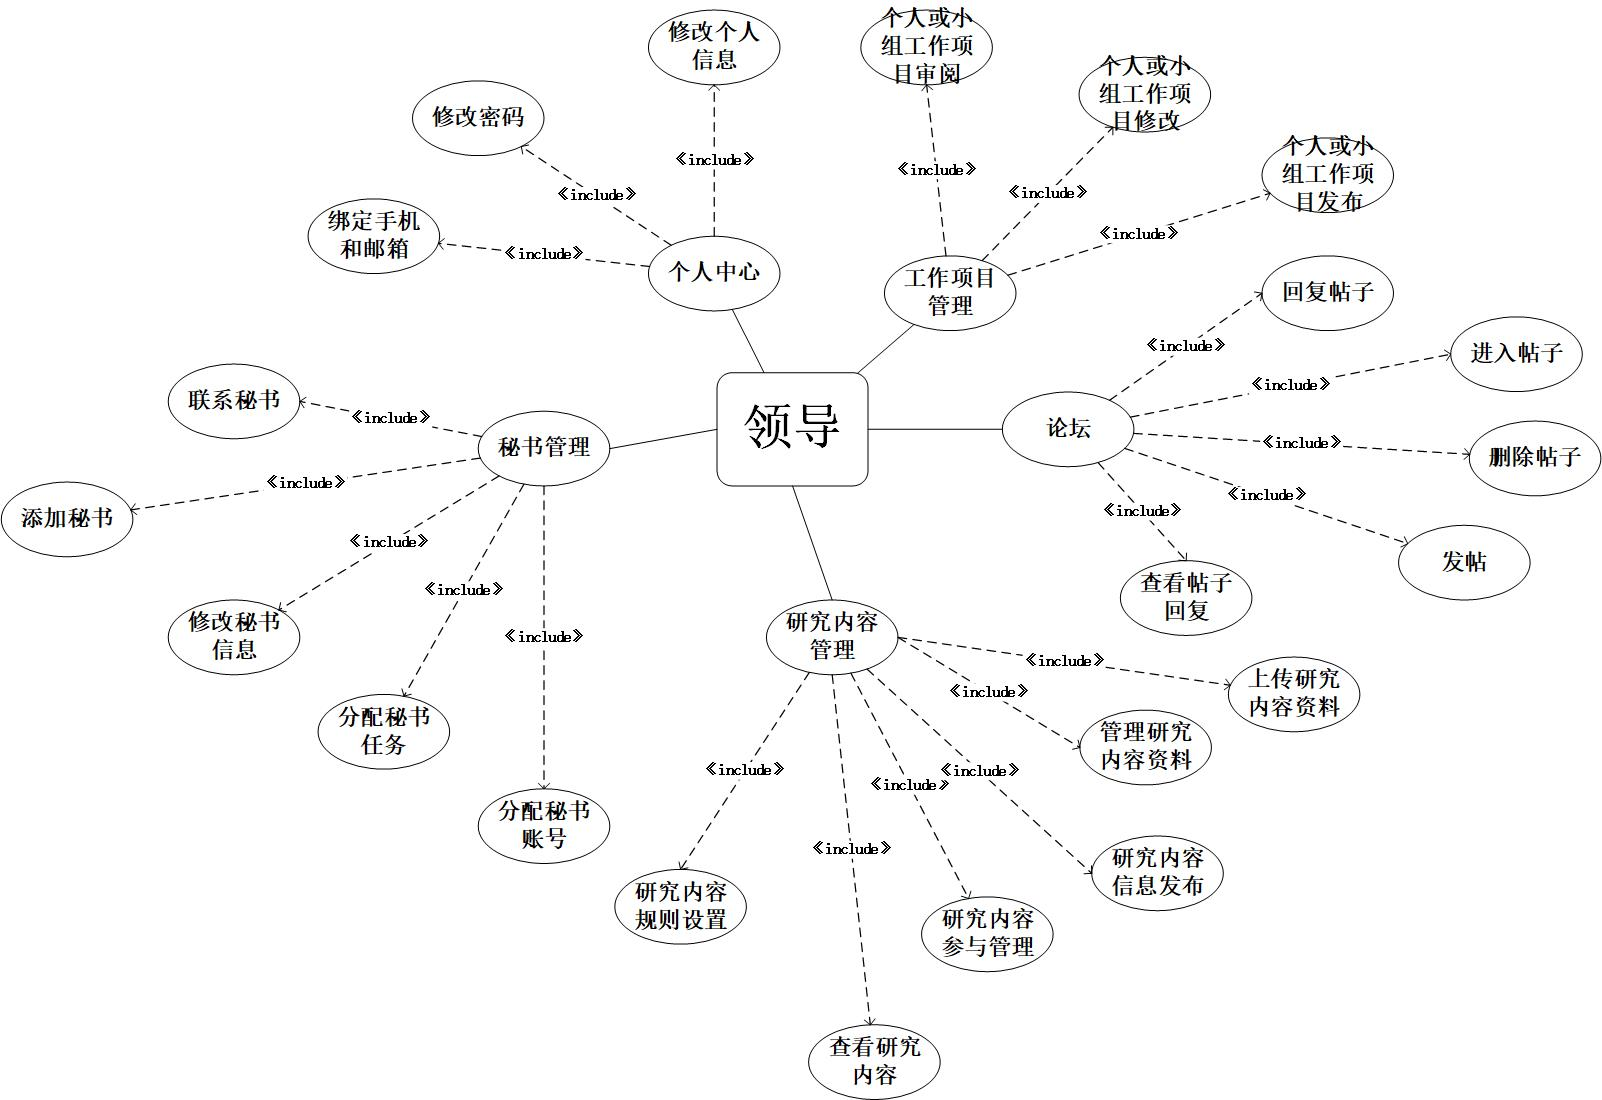 修改个人
信息
个人或小
组工作项
目审阅
个人或小
组工作项
目修改
修改密码
个人或小
组工作项
目发布
《include》
《include》
《include》
《include》
绑定手机
和邮箱
《include》
《include》
个人中心
工作项目
管理
回复帖子
《include》
进入帖子
联系秘书
《include》
《include》
领导
论坛
秘书管理
《include》
删除帖子
《include》
《include》
添加秘书
《include》
《include》
发帖
《include》
查看帖子
回复
修改秘书
信息
《include》
研究内容
管理
《include》
上传研究
内容资料
《include》
分配秘书
任务
管理研究
内容资料
《include》
《include》
《include》
分配秘书
账号
《include》
研究内容
信息发布
研究内容
规则设置
研究内容
参与管理
查看研究
内容